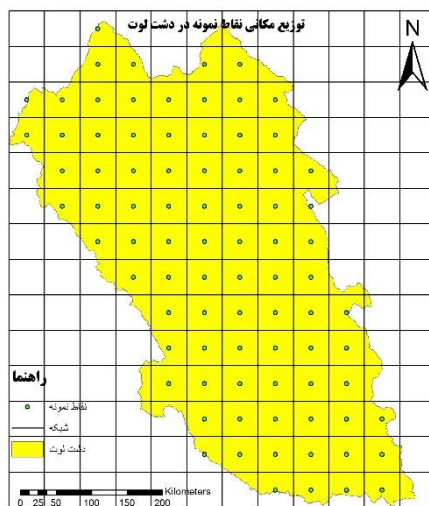 توزیع مکانی نقاط نمونه در دشت لوت
N
راهنما
نقاط نمونه
شبکه
دشت لوت
Kilometers
0 25 50 100 150 200